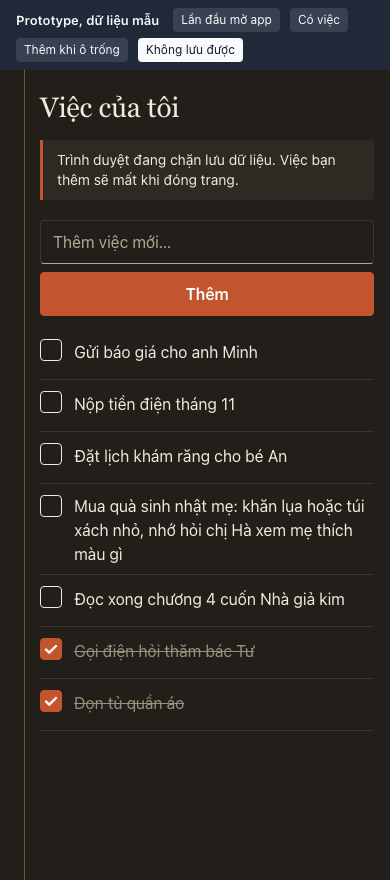 Prototype, dữ liệu mẫu
Lần đầu mở app
Có việc
Thêm khi ô trống
Không lưu được
Việc của tôi
Trình duyệt đang chặn lưu dữ liệu. Việc bạn
thêm sẽ mất khi đóng trang.
Thêm việc mới...
Thêm
Gửi báo giá cho anh Minh
Nộp tiền điện tháng 11
Đặt lịch khám răng cho bé An
Mua quà sinh nhật mẹ: khăn lụa hoặc túi
xách nhỏ, nhớ hỏi chị Hà xem mẹ thích
màu gì
Đọc xong chương 4 cuốn Nhà giả kim
Gọi điện hỏi thăm bác Tư
Dọn tủ quần áo